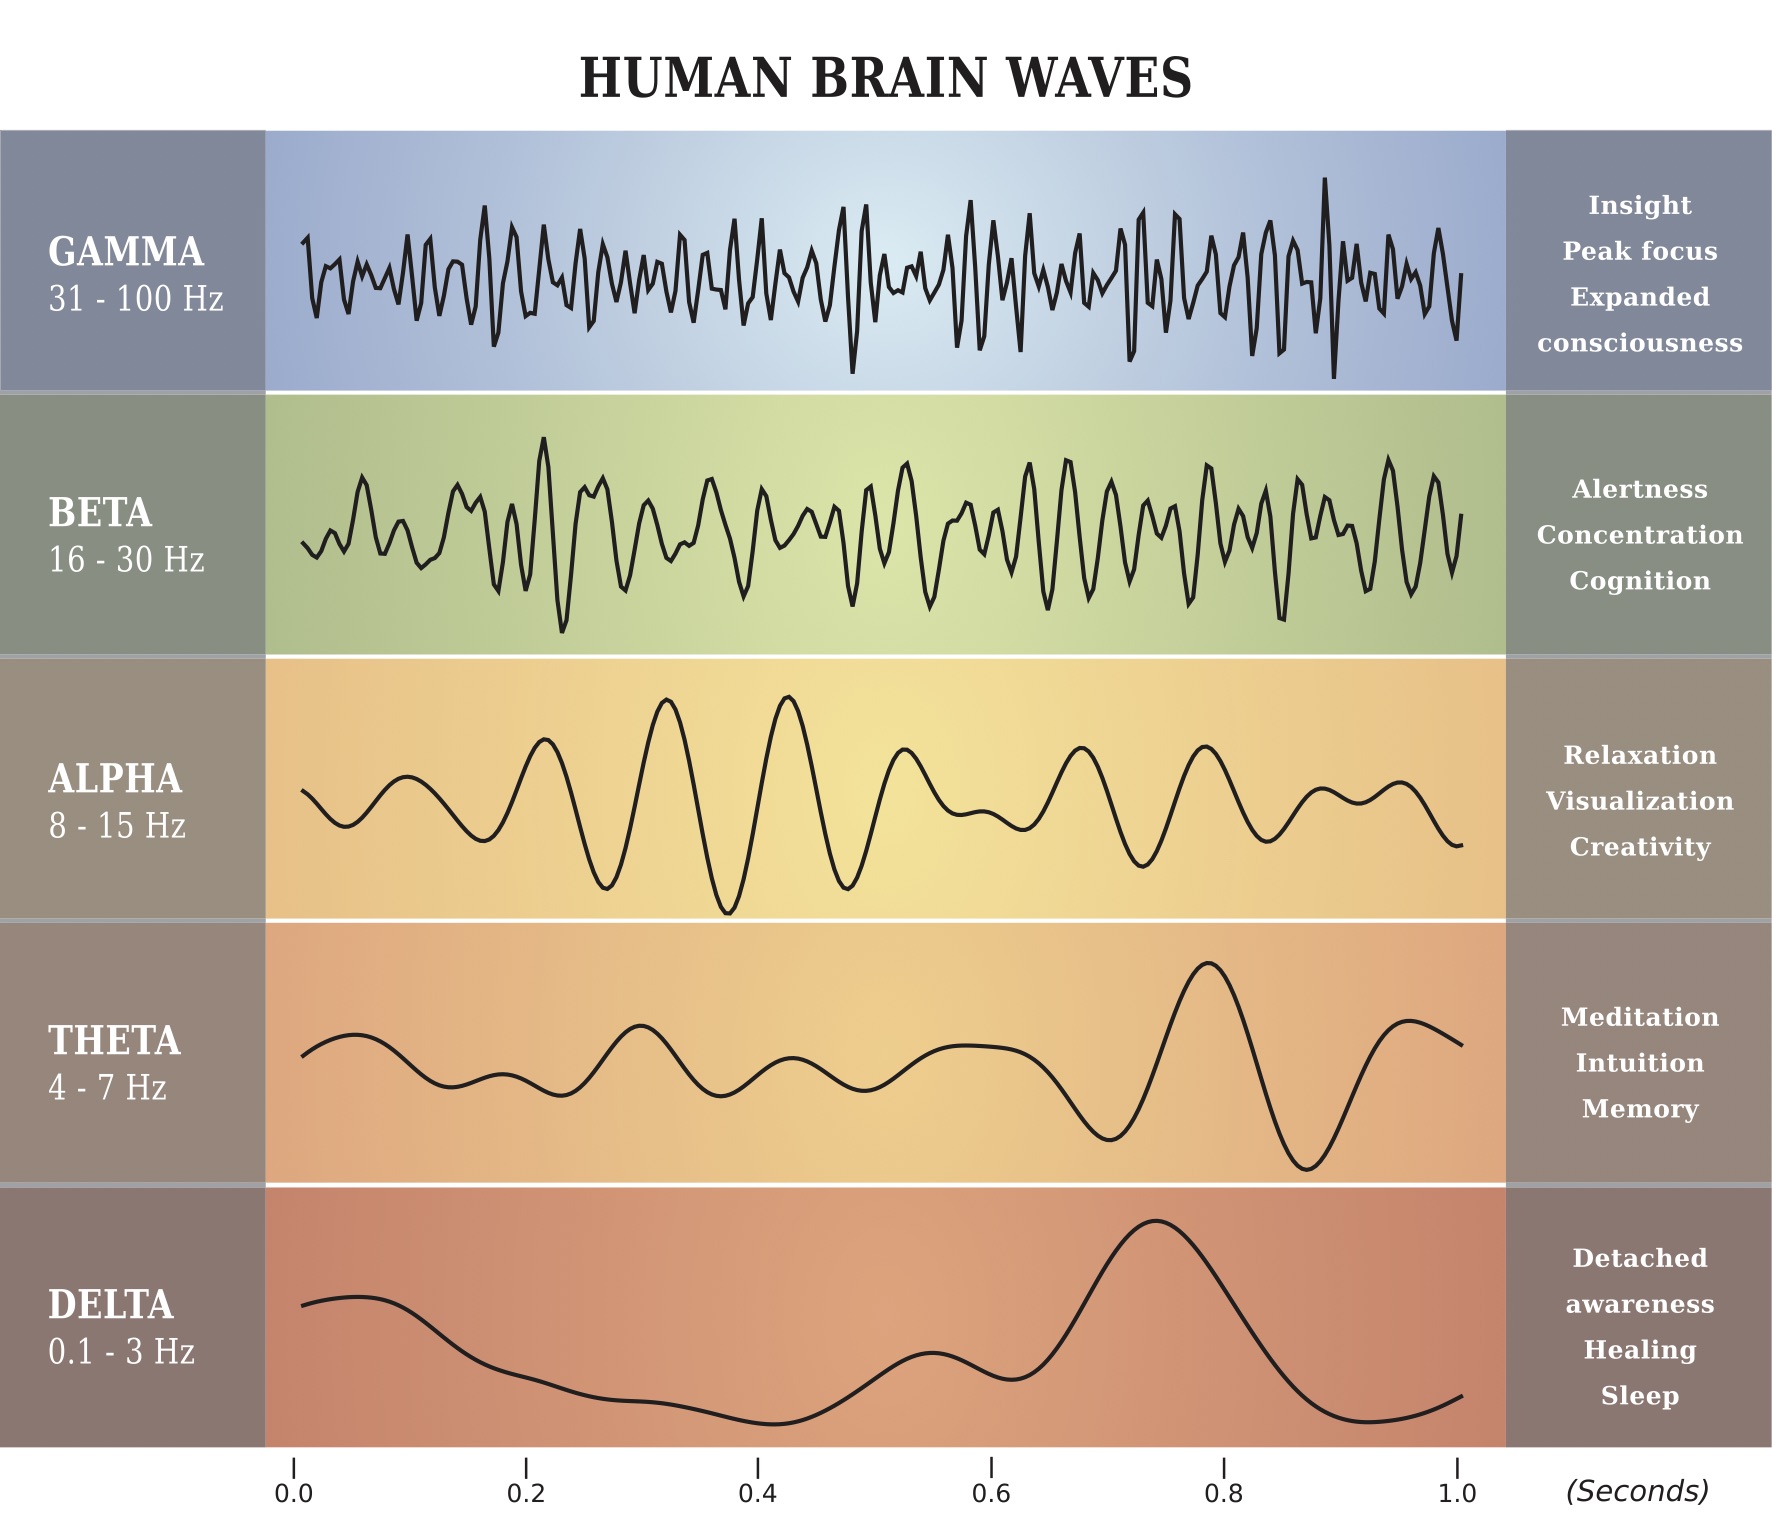 HUMAN BRAIN WAVES
GAMMA
31 - 100 Hz
Insight
Peak focus
Expanded
consciousness
BETA
16 - 30 Hz
Alertness
Concentration
Cognition
ALPHA
8 - 15 Hz
Relaxation
Visualization
Creativity
THETA
4 - 7 Hz
Meditation
Intuition
Memory
DELTA
0.1 - 3 Hz
Detached
awareness
Healing
Sleep
0.0 0.2 0.4 0.6 0.8 1.0 (Seconds)